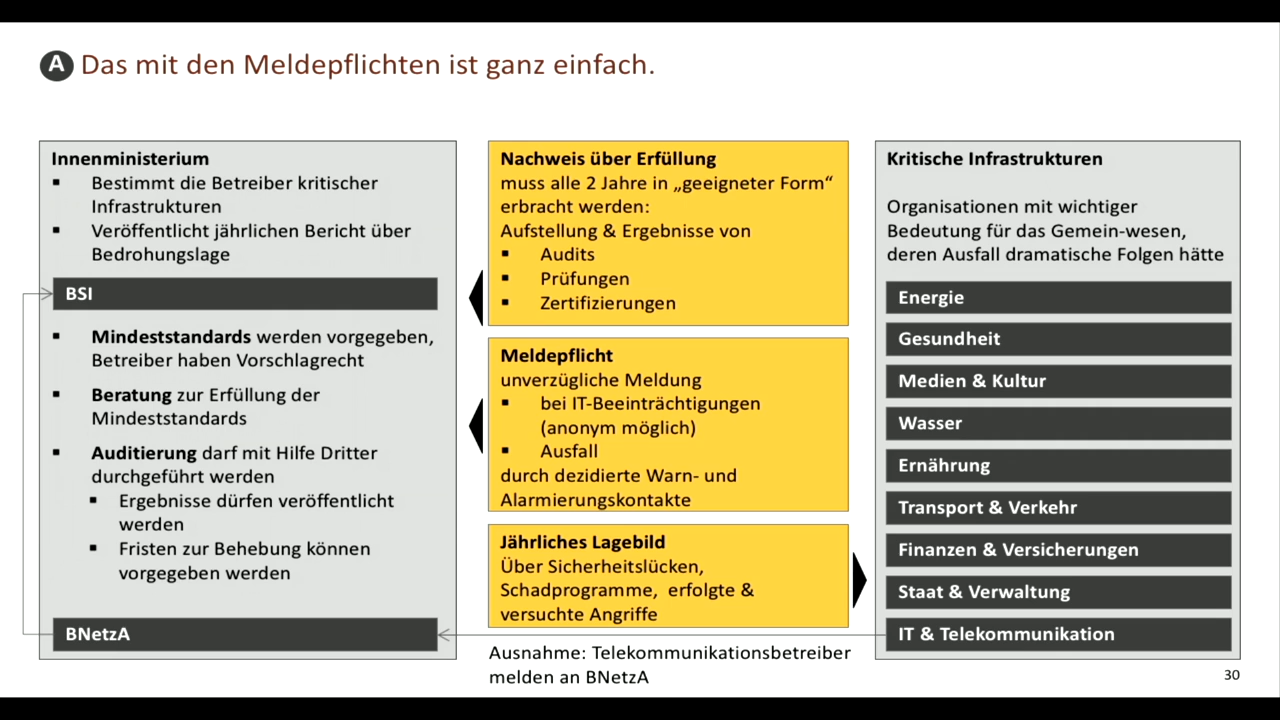 A Das mit den Meldepflichten ist ganz einfach.
Innenministerium
▪ Bestimmt die Betreiber kritischer
Infrastrukturen
▪ Veröffentlicht jährlichen Bericht über
Bedrohungslage
BSI
▪ Mindeststandards werden vorgegeben,
Betreiber haben Vorschlagrecht
▪ Beratung zur Erfüllung der
Mindeststandards
▪ Auditierung darf mit Hilfe Dritter
durchgeführt werden
▪ Ergebnisse dürfen veröffentlicht
werden
▪ Fristen zur Behebung können
vorgegeben werden
BNetzA
Nachweis über Erfüllung
muss alle 2 Jahre in „geeigneter Form“
erbracht werden:
Aufstellung & Ergebnisse von
▪ Audits
▪ Prüfungen
▪ Zertifizierungen
Meldepflicht
unverzügliche Meldung
▪ bei IT-Beeinträchtigungen
(anonym möglich)
▪ Ausfall
durch dezidierte Warn- und
Alarmierungskontakte
Jährliches Lagebild
Über Sicherheitslücken,
Schadprogramme, erfolgte &
versuchte Angriffe
Ausnahme: Telekommunikationsbetreiber
melden an BNetzA
Kritische Infrastrukturen
Organisationen mit wichtiger
Bedeutung für das Gemein-wesen,
deren Ausfall dramatische Folgen hätte
Energie
Gesundheit
Medien & Kultur
Wasser
Ernährung
Transport & Verkehr
Finanzen & Versicherungen
Staat & Verwaltung
IT & Telekommunikation
30